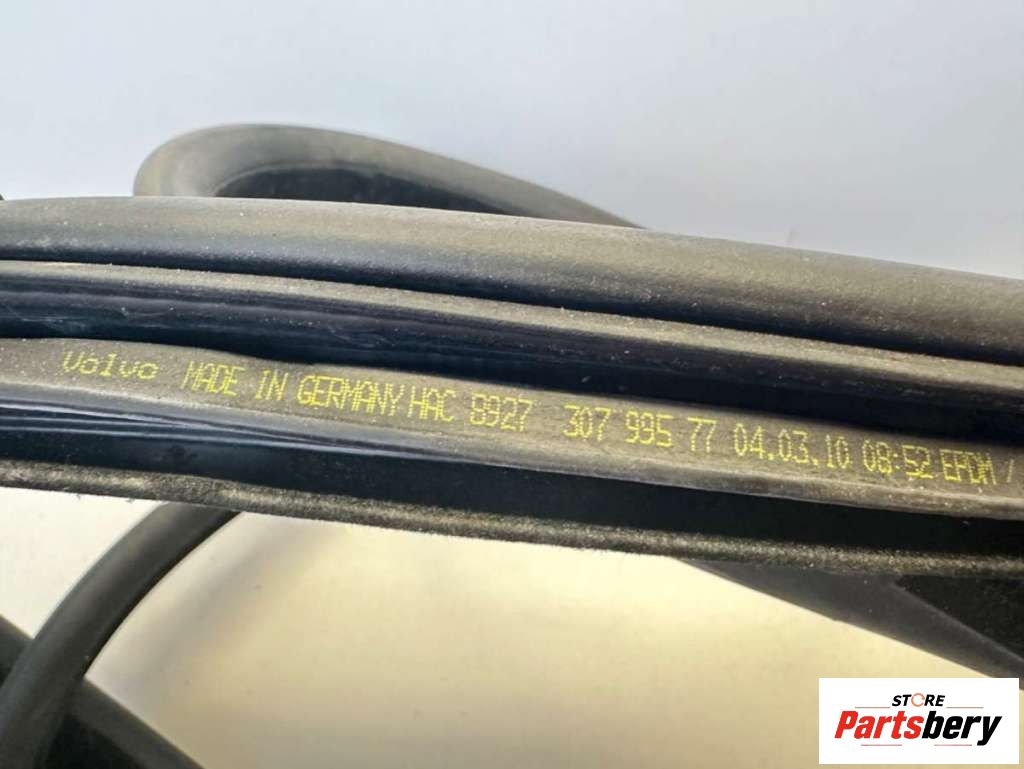 Volvo MADE IN GERMANY HAC 8927 307 995 77 04.03.10 08:52 EPDM /
STORE
Partsbery